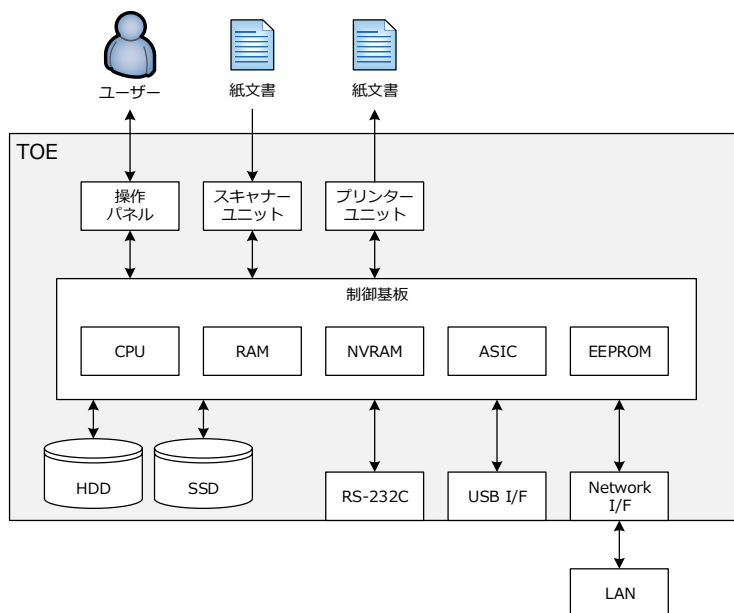 ユーザー
紙文書
紙文書
TOE
操作
パネル
スキャナー
ユニット
プリンター
ユニット
制御基板
CPU
RAM
NVRAM
ASIC
EEPROM
HDD
SSD
RS-232C
USB I/F
Network
I/F
LAN